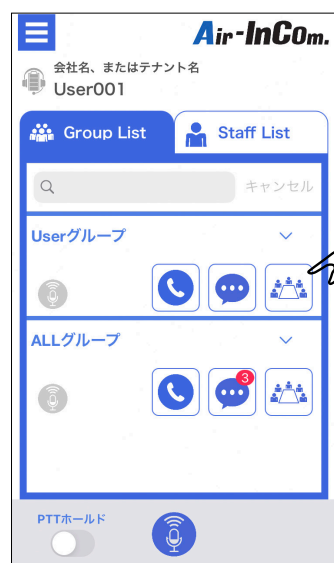 Air-InCom.
会社名、またはテナント名
User001
Group List
Staff List
キャンセル
Userグループ
ALLグループ
3
PTTホールド